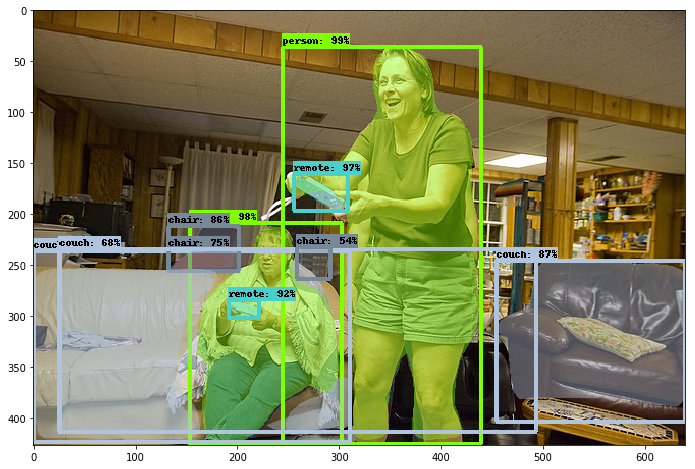 person: 99%
remote: 97%
chair: 86%
98%
couc
couch: 68%
chair: 75%
chair: 54%
couch: 87%
remote: 92%
0
50
100
150
200
250
300
350
400
0
100
200
300
400
500
600